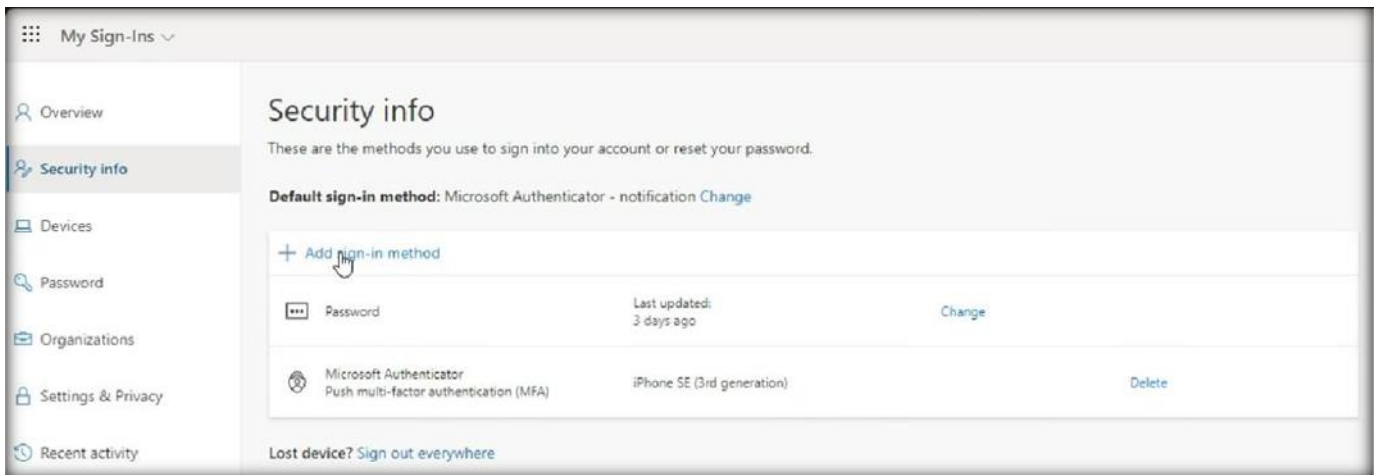 My Sign-Ins
Overview
Security info
Devices
Password
Organizations
Settings & Privacy
Recent activity
Security info
These are the methods you use to sign into your account or reset your password.
Default sign-in method: Microsoft Authenticator - notification Change
Add sign-in method
Password
Last updated:
3 days ago
Change
Microsoft Authenticator
Push multi-factor authentication (MFA)
iPhone SE (3rd generation)
Delete
Lost device? Sign out everywhere